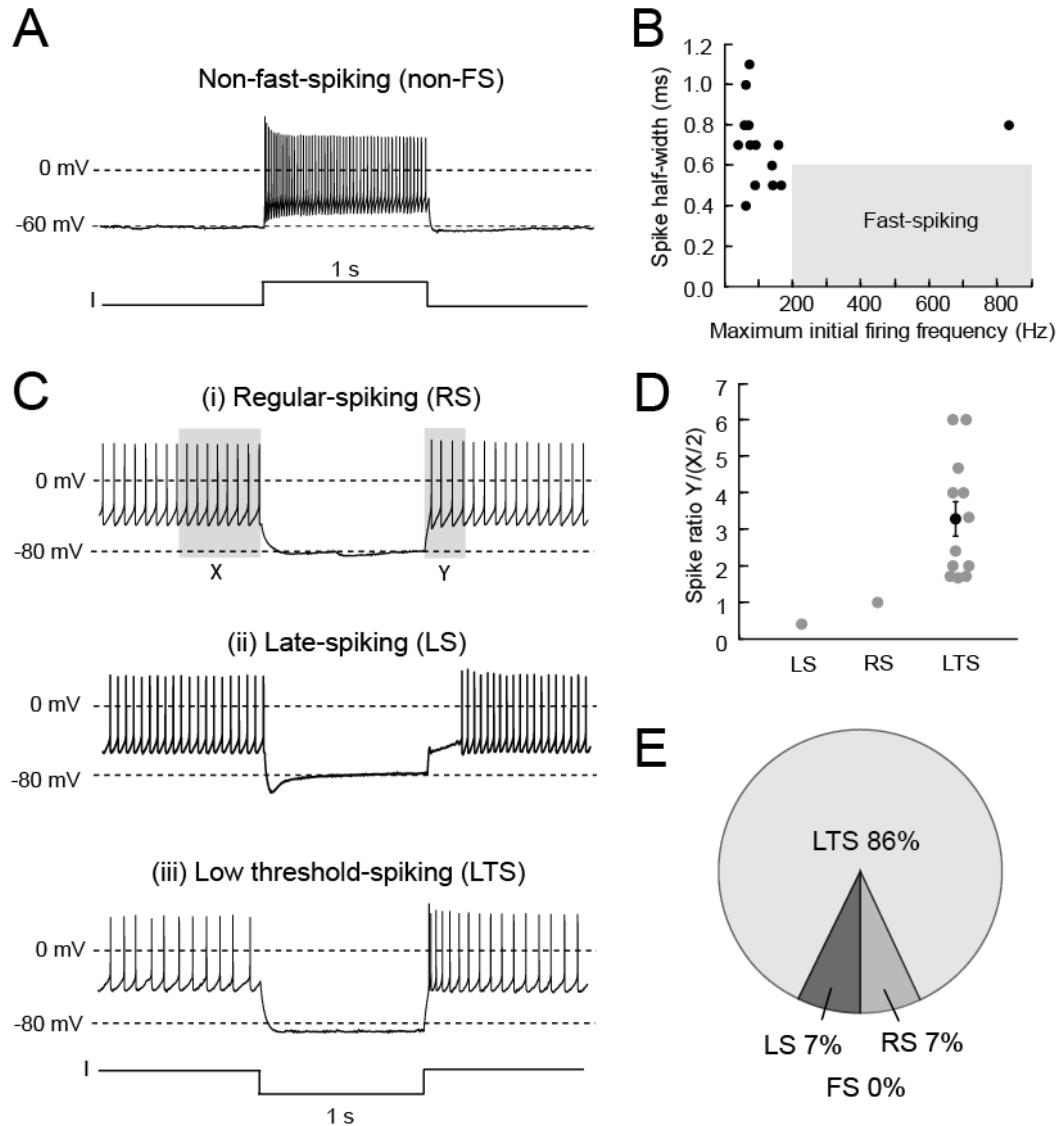 A
Non-fast-spiking (non-FS)
0 mV
-60 mV
1 s
I
B
Spike half-width (ms)
1.2
1.0
0.8
0.6
0.4
0.2
0.0
Fast-spiking
200 400 600 800
Maximum initial firing frequency (Hz)
C
(i) Regular-spiking (RS)
0 mV
-80 mV
X Y
(ii) Late-spiking (LS)
0 mV
-80 mV
(iii) Low threshold-spiking (LTS)
0 mV
-80 mV
I
1 s
D
Spike ratio Y/(X/2)
7
6
5
4
3
2
1
0
LS RS LTS
E
LTS 86%
LS 7% RS 7%
FS 0%